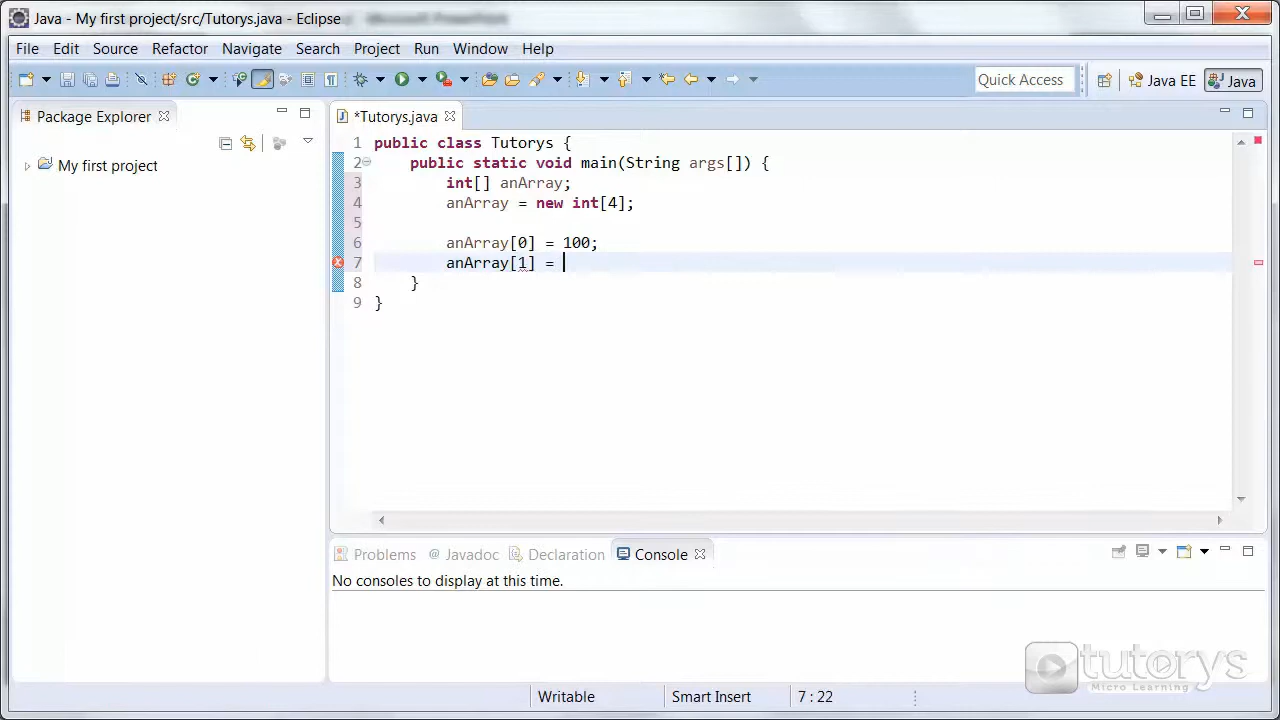 Java - My first project/src/Tutorys.java - Eclipse
File Edit Source Refactor Navigate Search Project Run Window Help
Quick Access Java EE Java
Package Explorer
My first project
*Tutorys.java
1 public class Tutorys {
2 public static void main(String args[]) {
3 int[] anArray;
4 anArray = new int[4];
5
6 anArray[0] = 100;
7 anArray[1] =
8 }
9 }
Problems @ Javadoc Declaration Console
No consoles to display at this time.
tutorys
Micro Learning
Writable Smart Insert 7 : 22